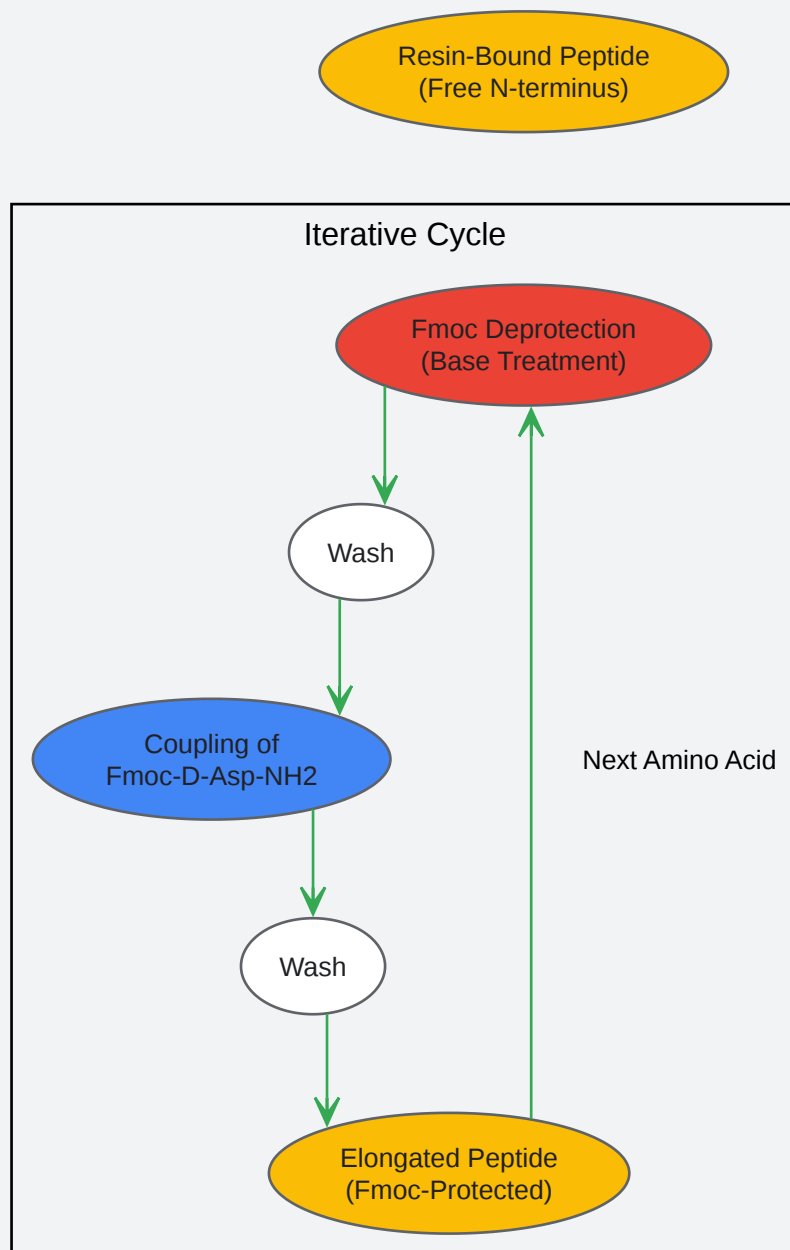 Resin-Bound Peptide
(Free N-terminus)
Iterative Cycle
Fmoc Deprotection
(Base Treatment)
Wash
Coupling of
Fmoc-D-Asp-NH2
Next Amino Acid
Wash
Elongated Peptide
(Fmoc-Protected)